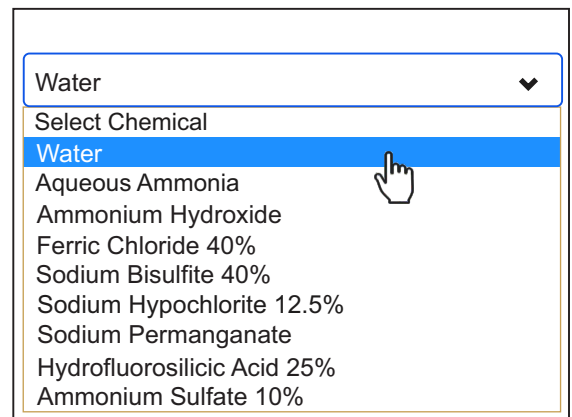 Water
Select Chemical
Water
Aqueous Ammonia
Ammonium Hydroxide
Ferric Chloride 40%
Sodium Bisulfite 40%
Sodium Hypochlorite 12.5%
Sodium Permanganate
Hydrofluorosilicic Acid 25%
Ammonium Sulfate 10%